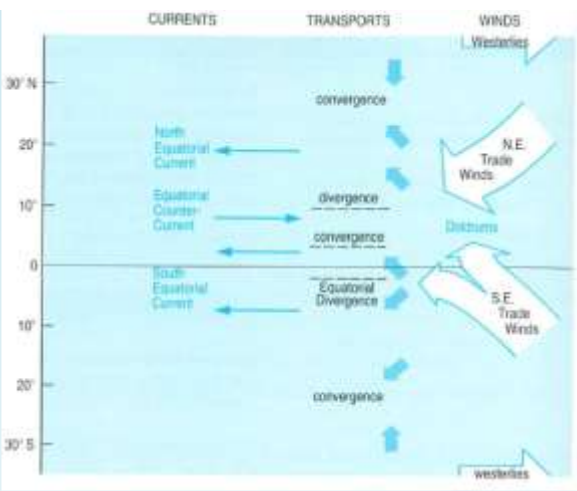 CURRENTS TRANSPORTS WINDS
Westerlies
30° N
convergence
20°
North
Equatorial
Current
N.E.
Trade
Winds
10°
Equatorial
Counter-
Current
divergence
convergence
Doldrums
0
South
Equatorial
Current
Equatorial
Divergence
S.E.
Trade
Winds
10°
20°
convergence
30° S
westerlies